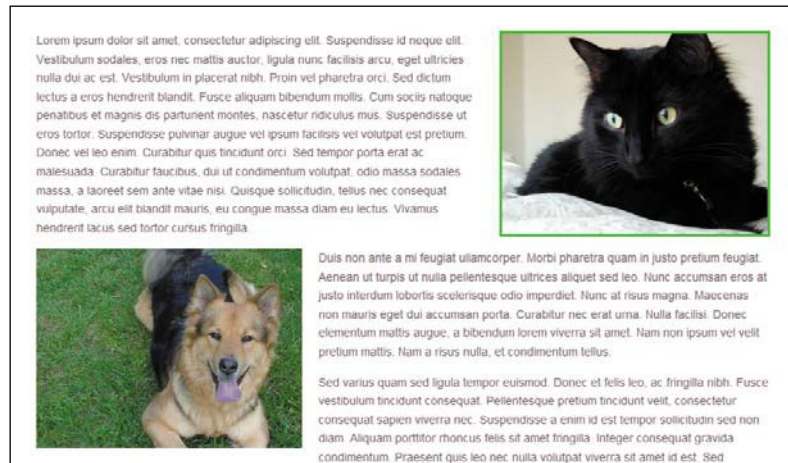 Lorem ipsum dolor sit amet, consectetur adipiscing elit. Suspendisse id neque elit.
Vestibulum sodales, eros nec mattis auctor, ligula nunc facilisis arcu, eget ultricies
nulla dui ac est. Vestibulum in placerat nibh. Proin vel pharetra orci. Sed dictum
lectus a eros hendrerit blandit. Fusce aliquam bibendum mollis. Cum sociis natoque
penatibus et magnis dis parturient montes, nascetur ridiculus mus. Suspendisse ut
eros tortor. Suspendisse pulvinar augue vel ipsum facilisis vel volutpat est pretium.
Donec vel leo enim. Curabitur quis tincidunt orci. Sed tempor porta erat ac
malesuada. Curabitur faucibus, dui ut condimentum volutpat, odio massa sodales
massa, a laoreet sem ante vitae nisi. Quisque sollicitudin, tellus nec consequat
vulputate, arcu elit blandit mauris, eu congue massa diam eu lectus. Vivamus
hendrerit lacus sed tortor cursus fringilla.
Duis non ante a mi feugiat ullamcorper. Morbi pharetra quam in justo pretium feugiat.
Aenean ut turpis ut nulla pellentesque ultrices aliquet sed leo. Nunc accumsan eros at
justo interdum lobortis scelerisque odio imperdiet. Nunc at risus magna. Maecenas
non mauris eget dui accumsan porta. Curabitur nec erat urna. Nulla facilisi. Donec
elementum mattis augue, a bibendum lorem viverra sit amet. Nam non ipsum vel velit
pretium mattis. Nam a risus nulla, et condimentum tellus.
Sed varius quam sed ligula tempor euismod. Donec et felis leo, ac fringilla nibh. Fusce
vestibulum tincidunt consequat. Pellentesque pretium tincidunt velit, consectetur
consequat sapien viverra nec. Suspendisse a enim id est tempor sollicitudin sed non
diam. Aliquam porttitor rhoncus felis sit amet fringilla. Integer consequat gravida
condimentum. Praesent quis leo nec nulla volutpat viverra sit amet id est. Sed